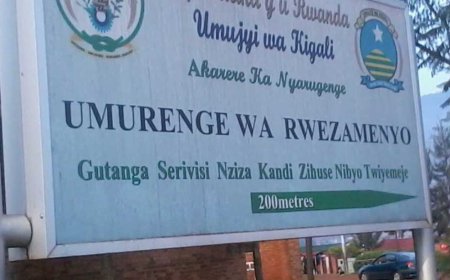 y'u Rwanda
Umujyi wa Kigali
Akarere Ka Nyarugenge
UMURENGE WA RWEZAMENYO
Gutanga Serivisi Nziza Kandi Zihuse Nibyo Twiyemeje
200metres